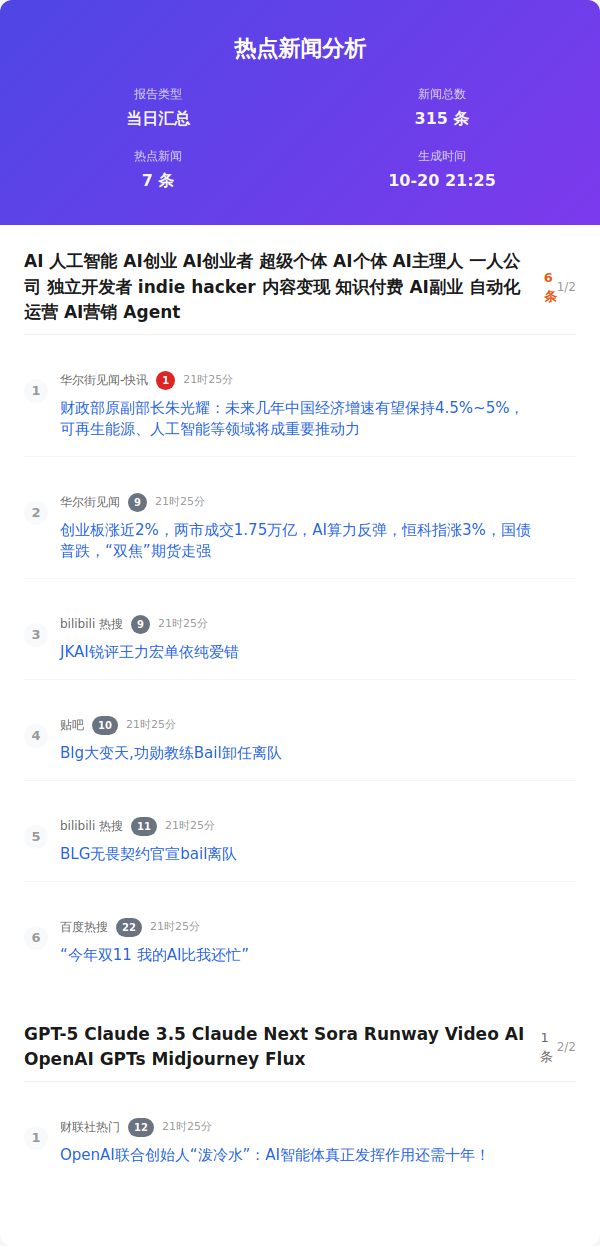 热点新闻分析
报告类型
新闻总数
当日汇总
315 条
热点新闻
生成时间
7 条
10-20 21:25
AI 人工智能 AI创业 AI创业者 超级个体 AI个体 AI主理人 一人公
司 独立开发者 indie hacker 内容变现 知识付费 AI副业 自动化
运营 AI营销 Agent
6
条
1/2
1
华尔街见闻-快讯 1 21时25分
财政部原副部长朱光耀：未来几年中国经济增速有望保持4.5%~5%，
可再生能源、人工智能等领域将成重要推动力
2
华尔街见闻 9 21时25分
创业板涨近2%，两市成交1.75万亿，AI算力反弹，恒科指涨3%，国债
普跌，“双焦”期货走强
3
bilibili 热搜 9 21时25分
JKAI锐评王力宏单依纯爱错
4
贴吧 10 21时25分
Blg大变天,功勋教练Bail卸任离队
5
bilibili 热搜 11 21时25分
BLG无畏契约官宣bail离队
6
百度热搜 22 21时25分
“今年双11 我的AI比我还忙”
GPT-5 Claude 3.5 Claude Next Sora Runway Video AI
OpenAI GPTs Midjourney Flux
1
条
2/2
1
财联社热门 12 21时25分
OpenAI联合创始人“泼冷水”：AI智能体真正发挥作用还需十年！